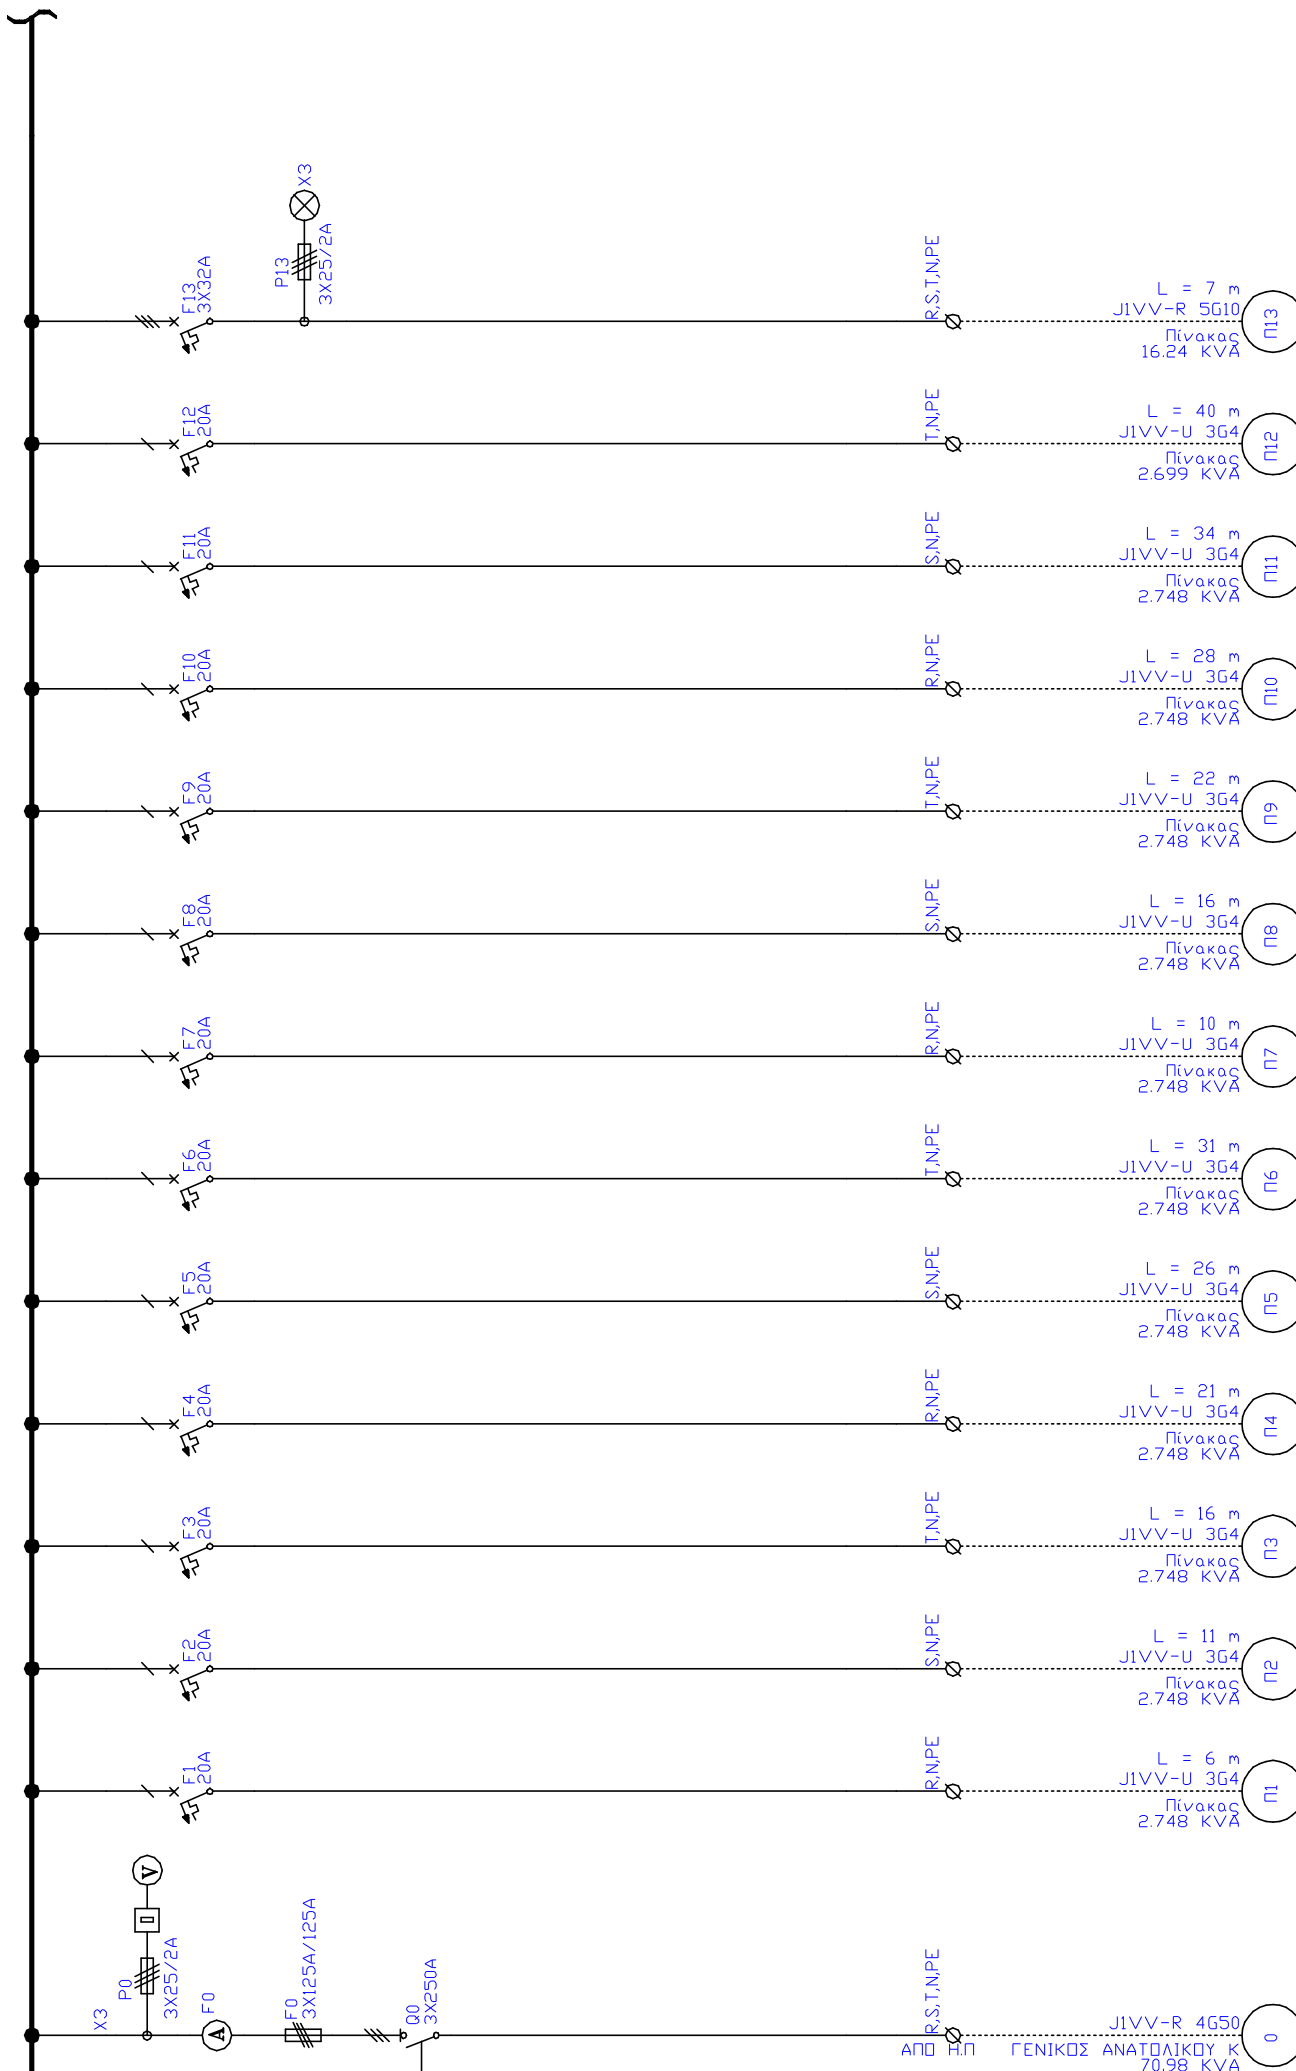 X3
P13
3X25/2A
F13
3X32A
R,S,T,N,PE
L = 7 m
J1VV-R 5G10
Πίνακας
16.24 KVA
Π13
F12
20A
T,N,PE
L = 40 m
J1VV-U 3G4
Πίνακας
2.699 KVA
Π12
F11
20A
S,N,PE
L = 34 m
J1VV-U 3G4
Πίνακας
2.748 KVA
Π11
F10
20A
R,N,PE
L = 28 m
J1VV-U 3G4
Πίνακας
2.748 KVA
Π10
F9
20A
T,N,PE
L = 22 m
J1VV-U 3G4
Πίνακας
2.748 KVA
Π9
F8
20A
S,N,PE
L = 16 m
J1VV-U 3G4
Πίνακας
2.748 KVA
Π8
F7
20A
R,N,PE
L = 10 m
J1VV-U 3G4
Πίνακας
2.748 KVA
Π7
F6
20A
T,N,PE
L = 31 m
J1VV-U 3G4
Πίνακας
2.748 KVA
Π6
F5
20A
S,N,PE
L = 26 m
J1VV-U 3G4
Πίνακας
2.748 KVA
Π5
F4
20A
R,N,PE
L = 21 m
J1VV-U 3G4
Πίνακας
2.748 KVA
Π4
F3
20A
T,N,PE
L = 16 m
J1VV-U 3G4
Πίνακας
2.748 KVA
Π3
F2
20A
S,N,PE
L = 11 m
J1VV-U 3G4
Πίνακας
2.748 KVA
Π2
F1
20A
R,N,PE
L = 6 m
J1VV-U 3G4
Πίνακας
2.748 KVA
Π1
V
X3
P0
3X25/2A
F0
A
F0
3X125A/125A
Q0
3X250A
R,S,T,N,PE
J1VV-R 4G50
ΑΠΟ Η.Π ΓΕΝΙΚΟΣ ΑΝΑΤΟΛΙΚΟΥ Κ
70.98 KVA
0